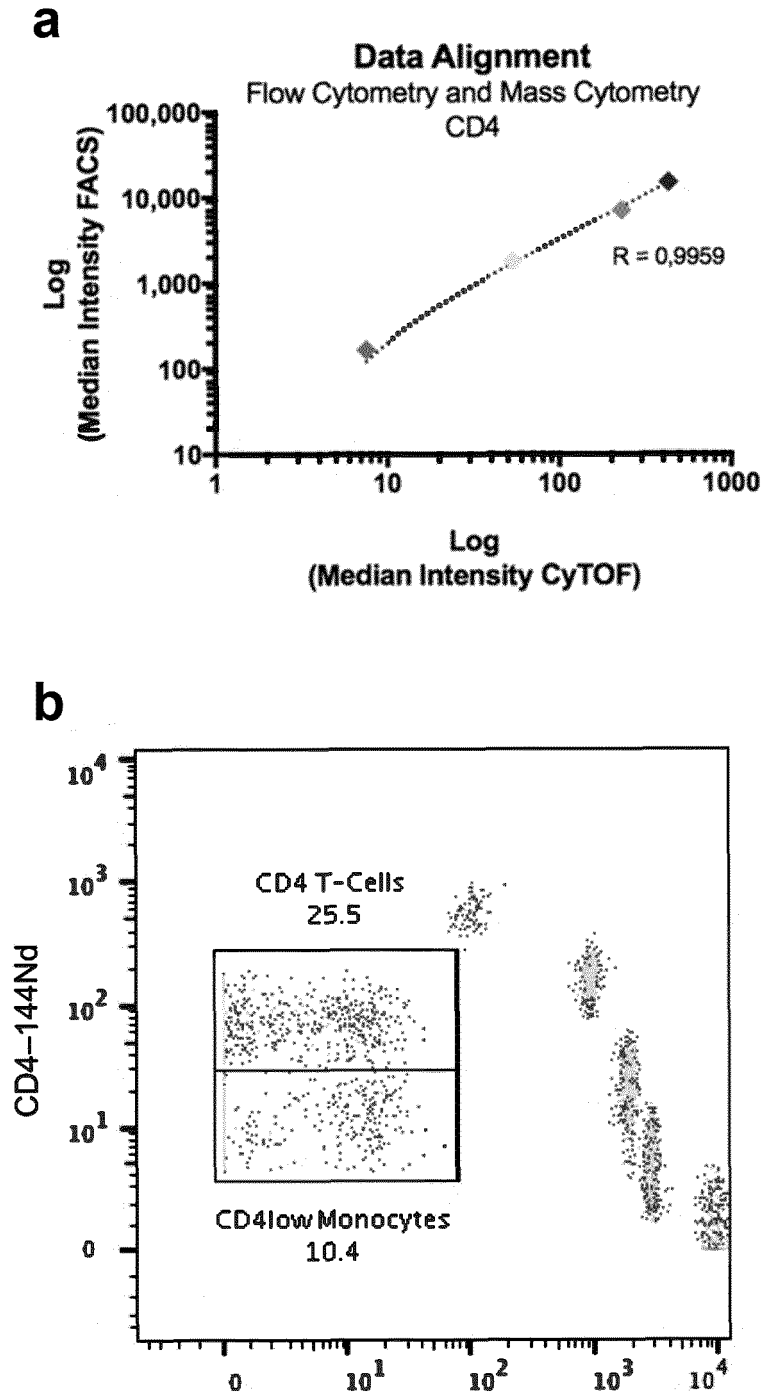 a
Data Alignment
Flow Cytometry and Mass Cytometry
CD4
100,000
10,000
1,000
100
10
Log
(Median Intensity FACS)
R = 0,9959
1
10
100
1000
Log
(Median Intensity CyTOF)
b
10⁴
10³
10²
10¹
0
CD4–144Nd
CD4 T-Cells
25.5
CD4low Monocytes
10.4
0
10¹
10²
10³
10⁴